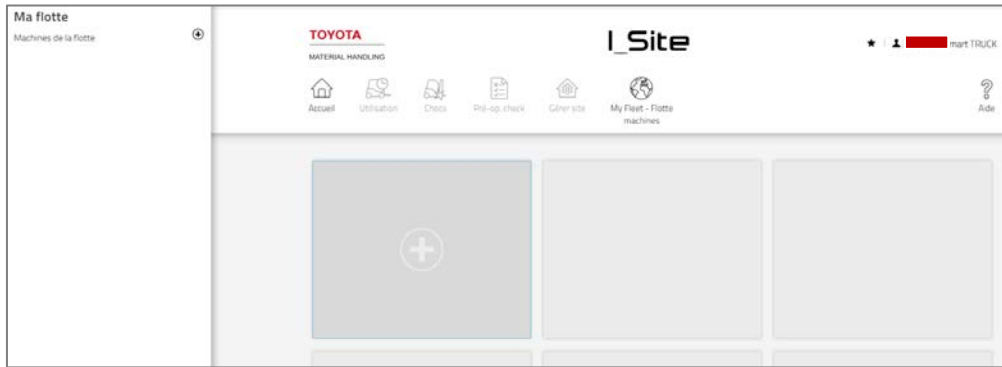 Ma flotte
Machines de la flotte
TOYOTA
MATERIAL HANDLING
I_Site
mart TRUCK
Accueil
Utilisation
Chocs
Pré-op. check
Gérer site
My Fleet - Flotte
machines
Aide